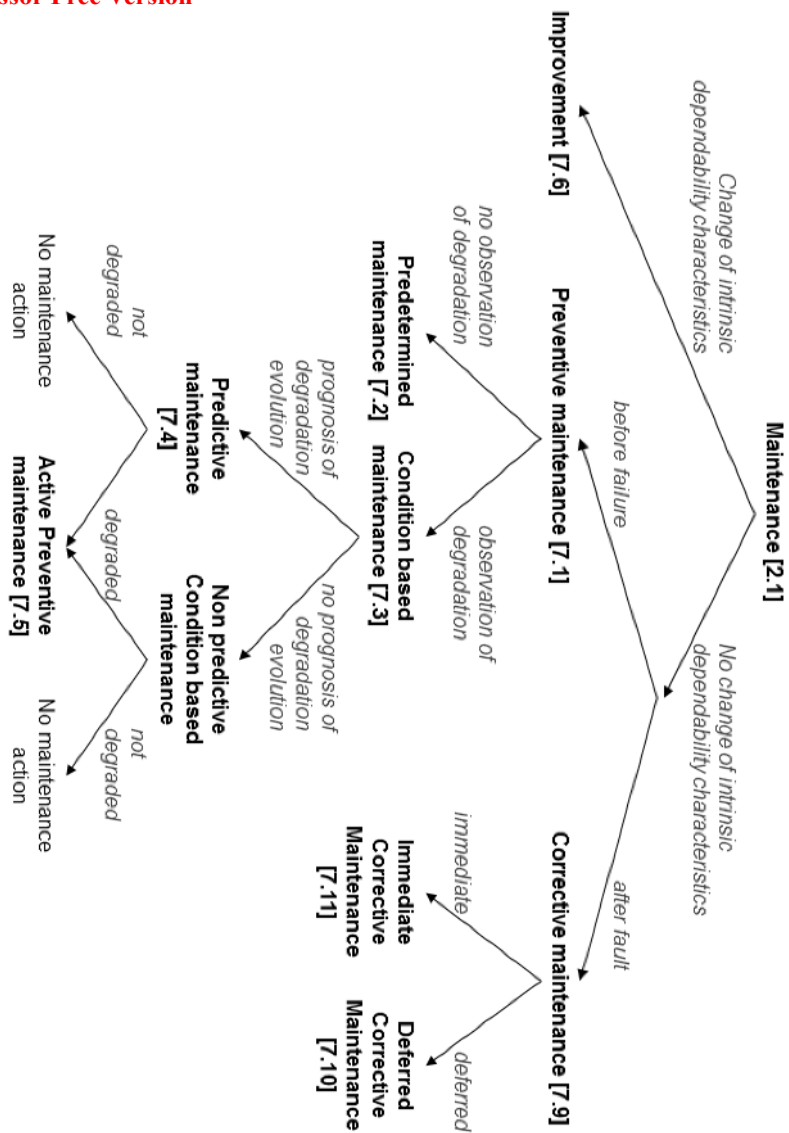 ssor Free Version
Maintenance [2.1]
Change of intrinsic
dependability characteristics
No change of intrinsic
dependability characteristics
before failure
after fault
Improvement [7.6]
Preventive maintenance [7.1]
Corrective maintenance [7.9]
no observation
of degradation
observation of
degradation
immediate
deferred
Predetermined
maintenance [7.2]
Condition based
maintenance [7.3]
Immediate
Corrective
Maintenance
[7.11]
Deferred
Corrective
Maintenance
[7.10]
prognosis of
degradation
evolution
no prognosis of
degradation
evolution
Predictive
maintenance
[7.4]
Non predictive
Condition based
maintenance
not
degraded
degraded
not
degraded
No maintenance
action
Active Preventive
maintenance [7.5]
No maintenance
action